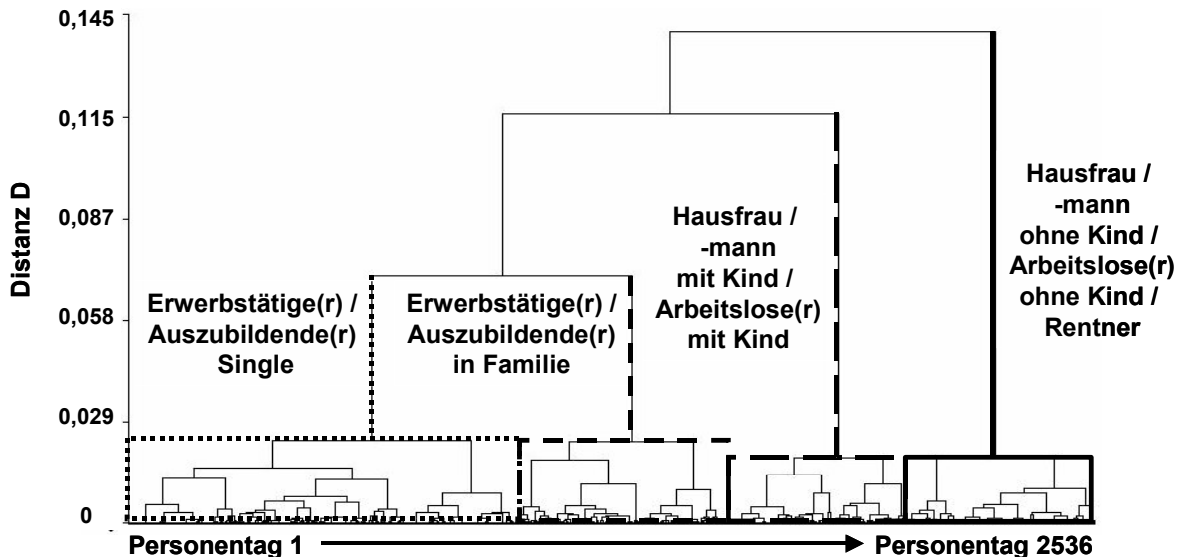 0,145
0,115
0,087
0,058
0,029
0
-
Distanz D
Erwerbstätige(r) /
Auszubildende(r)
Single
Erwerbstätige(r) /
Auszubildende(r)
in Familie
Hausfrau /
-mann
mit Kind /
Arbeitslose(r)
mit Kind
Hausfrau /
-mann
ohne Kind /
Arbeitslose(r)
ohne Kind /
Rentner
Personentag 1
Personentag 2536